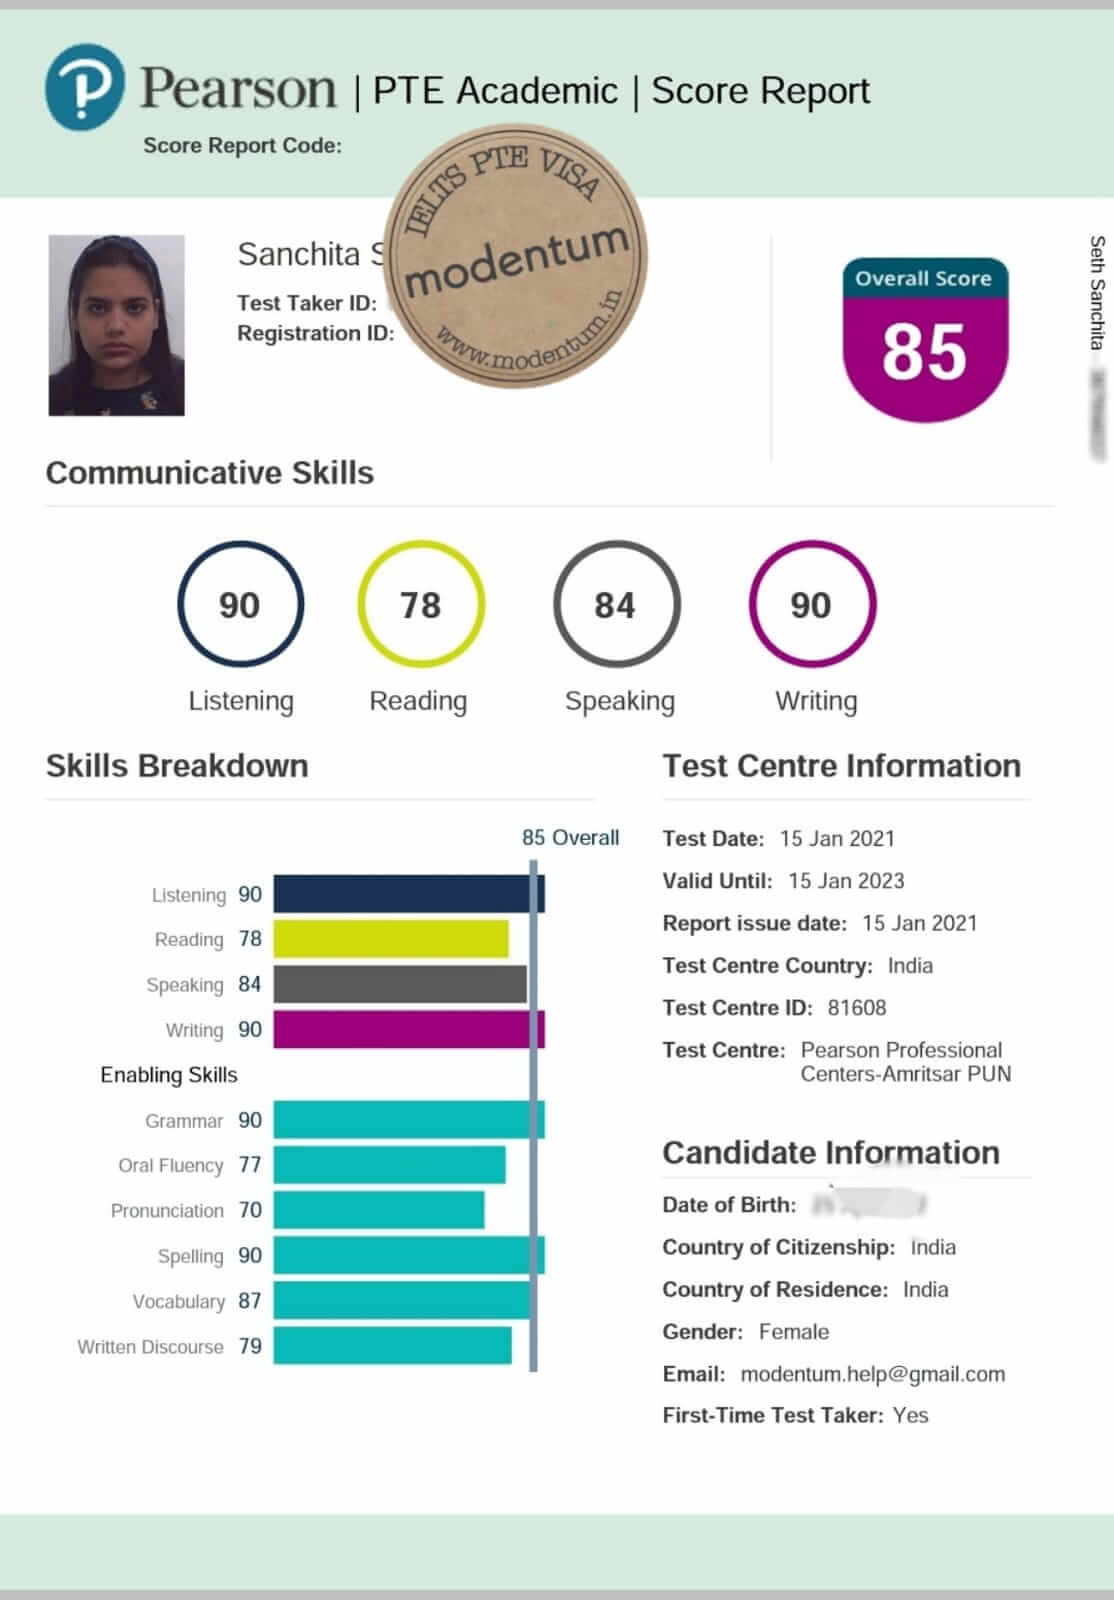 Pearson | PTE Academic | Score Report
Score Report Code:
IELTS PTE VISA
modentum
www.modentum.in
Sanchita S
Test Taker ID:
Registration ID:
Overall Score
85
Seth Sanchita
Communicative Skills
90 78 84 90
Listening Reading Speaking Writing
Skills Breakdown
85 Overall
Listening 90
Reading 78
Speaking 84
Writing 90
Enabling Skills
Grammar 90
Oral Fluency 77
Pronunciation 70
Spelling 90
Vocabulary 87
Written Discourse 79
Test Centre Information
Test Date: 15 Jan 2021
Valid Until: 15 Jan 2023
Report issue date: 15 Jan 2021
Test Centre Country: India
Test Centre ID: 81608
Test Centre: Pearson Professional
Centers-Amritsar PUN
Candidate Information
Date of Birth:
Country of Citizenship: India
Country of Residence: India
Gender: Female
Email: modentum.help@gmail.com
First-Time Test Taker: Yes